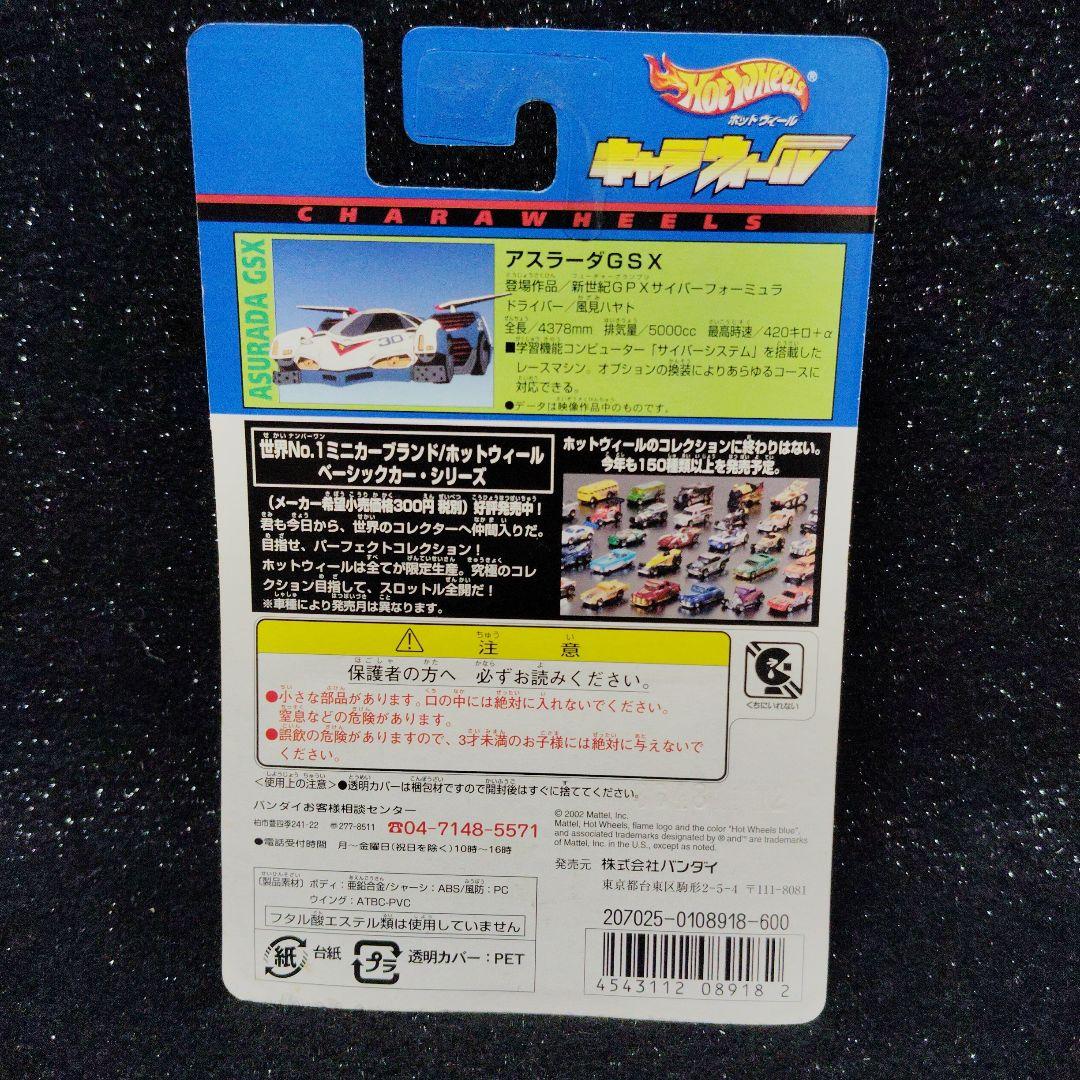 HOT WHEELS®
ホットウィール
キャラウィール
CHARAWHEELS
ASURADA GSX
30
アスラーダGSX
登場作品／新世紀GPXサイバーフォーミュラ
ドライバー／風見ハヤト
全長／4378mm 排気量／5000cc 最高時速／420キロ+α
■学習機能コンピューター「サイバーシステム」を搭載した
レースマシン。オプションの換装によりあらゆるコースに
対応できる。
●データは映像作品中のものです。
世界No.1ミニカーブランド/ホットウィール
ベーシックカー・シリーズ
（メーカー希望小売価格300円 税別）好評発売中！
君も今日から、世界のコレクターへ仲間入りだ。
目指せ、パーフェクトコレクション！
ホットウィールは全てが限定生産。究極のコレ
クション目指して、スロットル全開だ！
※車種により発売月は異なります。
ホットヴィールのコレクションに終わりはない。
今年も150種類以上を発売予定。
注意
保護者の方へ 必ずお読みください。
●小さな部品があります。口の中には絶対に入れないでください。
窒息などの危険があります。
●誤飲の危険がありますので、3才未満のお子様には絶対に与えないで
ください。
くちにいれない
＜使用上の注意＞●透明カバーは梱包材ですので開封後はすぐに捨ててください。
バンダイお客様相談センター
柏市豊四季241-22 〒277-8511 ☎04-7148-5571
●電話受付時間 月～金曜日(祝日を除く)10時～16時
© 2002 Mattel, Inc.
Mattel, Hot Wheels, flame logo and the color "Hot Wheels blue",
and associated trademarks designated by ® and ™ are trademarks
of Mattel, Inc. in the U.S., except as noted.
発売元 株式会社バンダイ
東京都台東区駒形2-5-4 〒111-8081
〔製品素材〕ボディ：亜鉛合金/シャーシ：ABS/風防：PC
ウイング：ATBC-PVC
フタル酸エステル類は使用していません
紙 台紙 プラ 透明カバー：PET
207025-0108918-600
4543112 08918 2